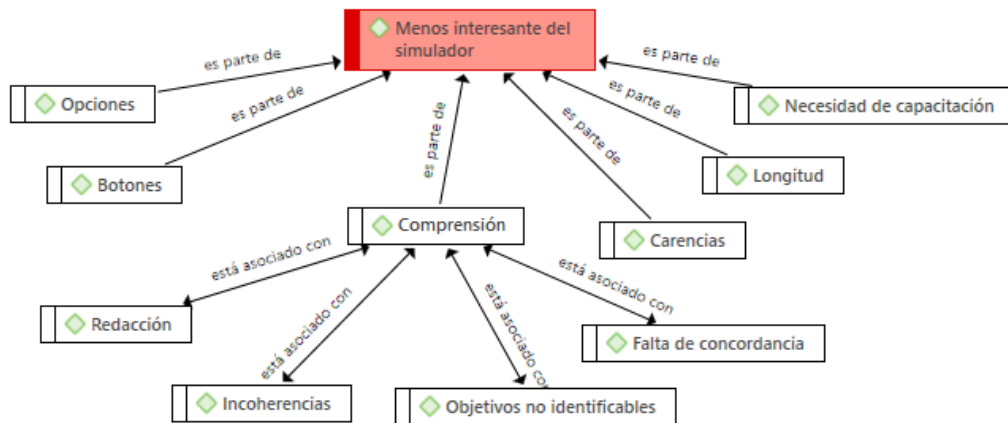 Menos interesante del
simulador
es parte de
es parte de
es parte de
es parte de
es parte de
es parte de
Opciones
Necesidad de capacitación
Botones
Longitud
Comprensión
Carencias
está asociado con
está asociado con
está asociado con
está asociado con
Redacción
Falta de concordancia
Incoherencias
Objetivos no identificables